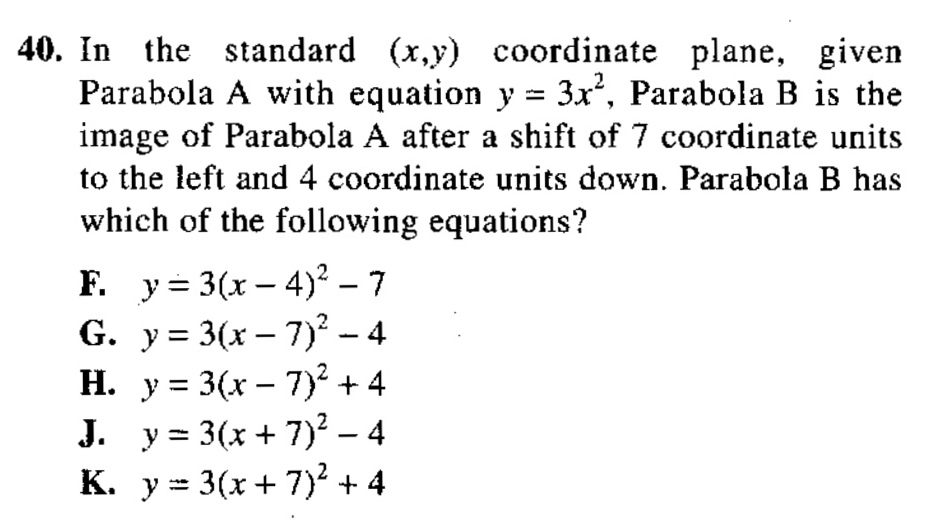 40. In the standard (x,y) coordinate plane, given
Parabola A with equation y = 3x², Parabola B is the
image of Parabola A after a shift of 7 coordinate units
to the left and 4 coordinate units down. Parabola B has
which of the following equations?
F. y = 3(x – 4)² – 7
G. y = 3(x – 7)² – 4
H. y = 3(x – 7)² + 4
J. y = 3(x + 7)² – 4
K. y = 3(x + 7)² + 4